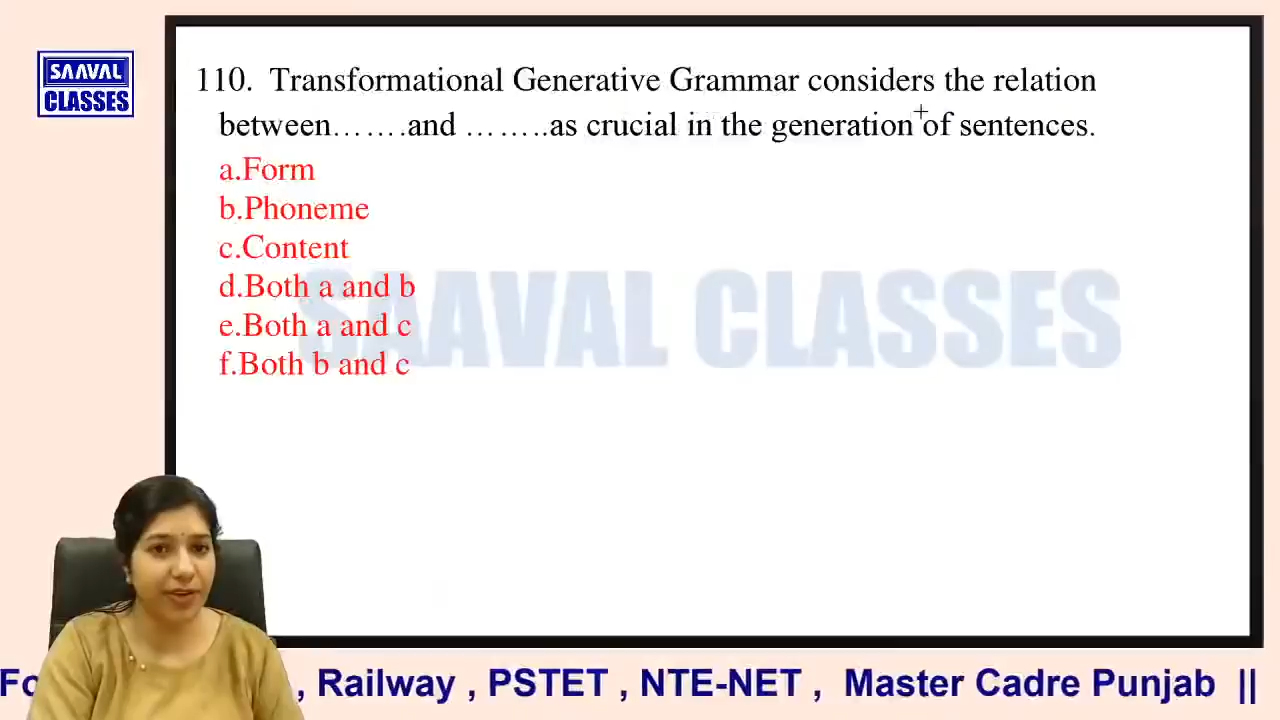 SAAVAL
CLASSES
110. Transformational Generative Grammar considers the relation
between…….and ……..as crucial in the generation of sentences.
a.Form
b.Phoneme
c.Content
d.Both a and b
e.Both a and c
f.Both b and c
SAAVAL CLASSES
Fo , Railway , PSTET , NTE-NET , Master Cadre Punjab ||